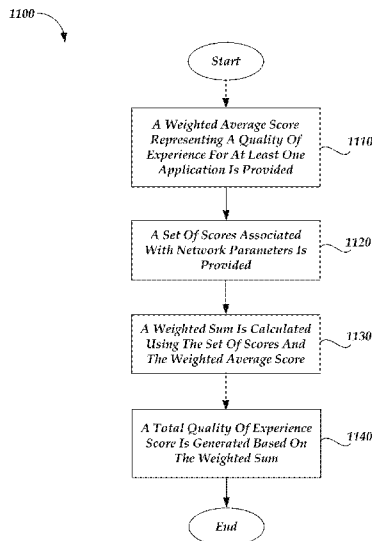 1100
Start
A Weighted Average Score
Representing A Quality Of
Experience For At Least One
Application Is Provided
1110
A Set Of Scores Associated
With Network Parameters Is
Provided
1120
A Weighted Sum Is Calculated
Using The Set Of Scores And
The Weighted Average Score
1130
A Total Quality Of Experience
Score Is Generated Based On
The Weighted Sum
1140
End